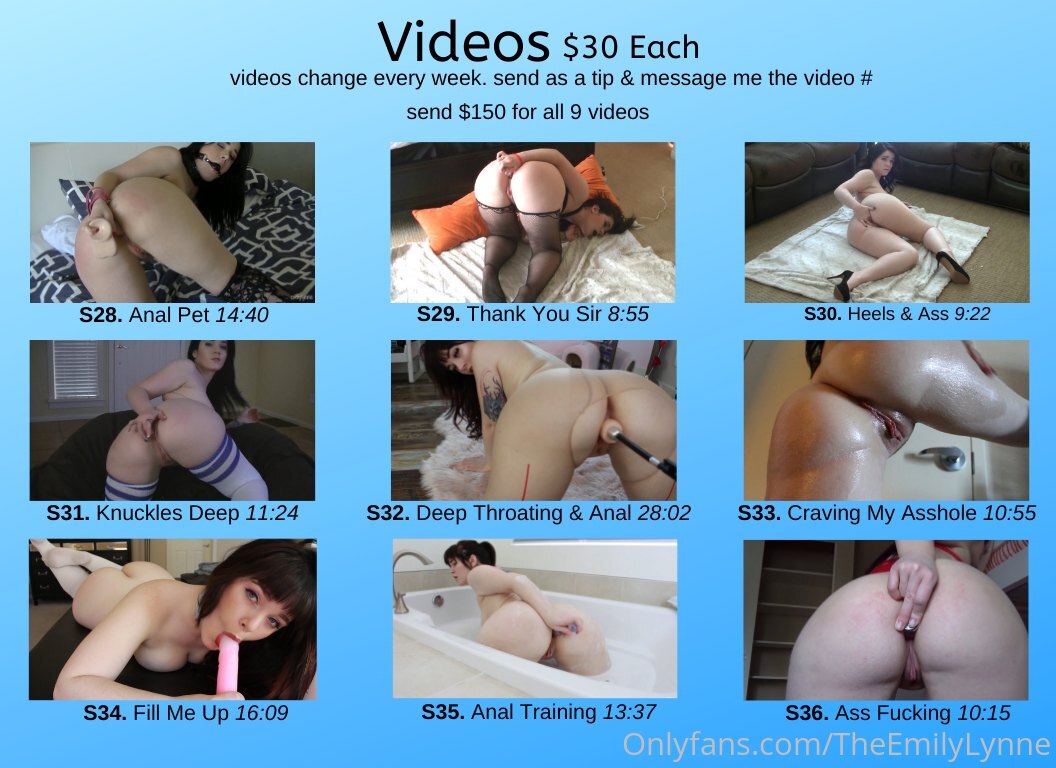 Videos $30 Each
videos change every week. send as a tip & message me the video #
send $150 for all 9 videos
S28. Anal Pet 14:40
S29. Thank You Sir 8:55
S30. Heels & Ass 9:22
S31. Knuckles Deep 11:24
S32. Deep Throating & Anal 28:02
S33. Craving My Asshole 10:55
S34. Fill Me Up 16:09
S35. Anal Training 13:37
S36. Ass Fucking 10:15
Onlyfans.com/TheEmilyLynne